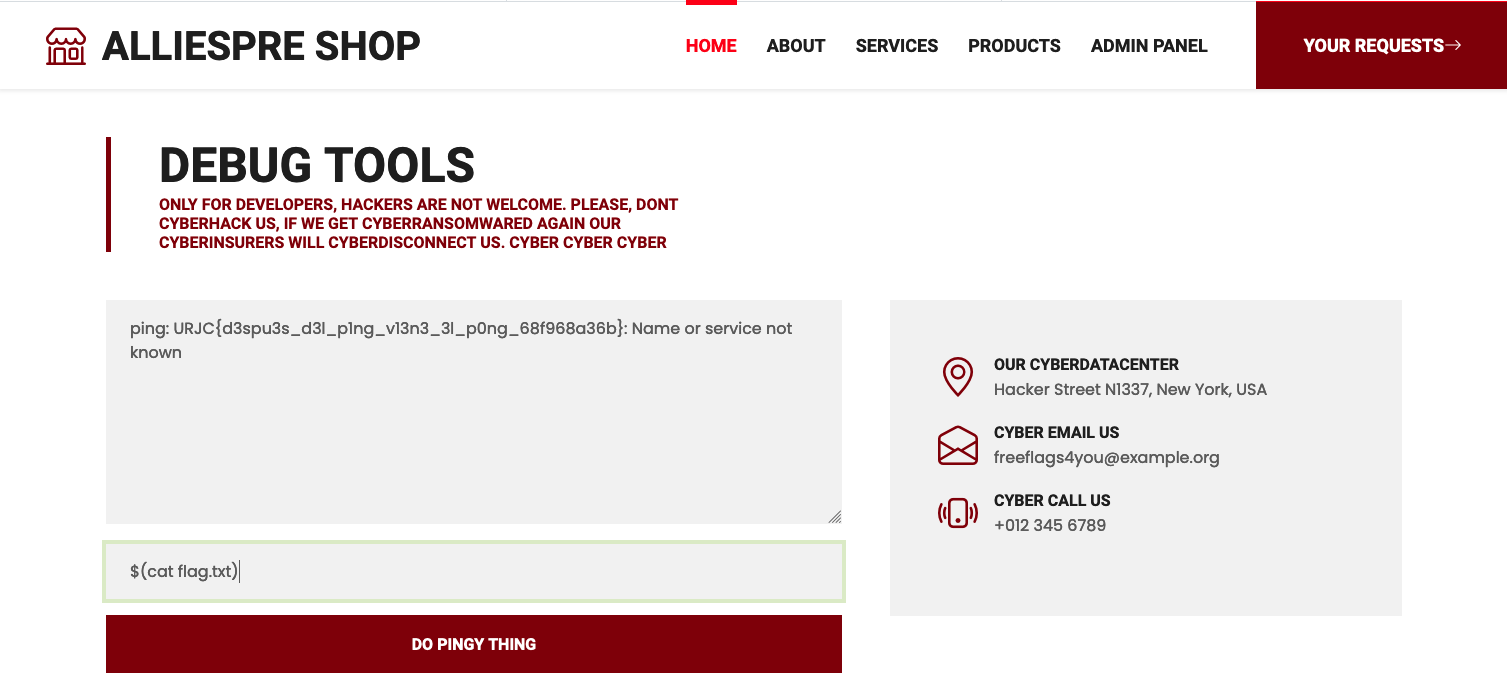 ALLIESPRE SHOP
HOME ABOUT SERVICES PRODUCTS ADMIN PANEL YOUR REQUESTS→
DEBUG TOOLS
ONLY FOR DEVELOPERS, HACKERS ARE NOT WELCOME. PLEASE, DONT
CYBERHACK US, IF WE GET CYBERRANSOMWARED AGAIN OUR
CYBERINSURERS WILL CYBERDISCONNECT US. CYBER CYBER CYBER
ping: URJC{d3spu3s_d3l_p1ng_v13n3_3l_p0ng_68f968a36b}: Name or service not
known
$(cat flag.txt)
DO PINGY THING
OUR CYBERDATACENTER
Hacker Street N1337, New York, USA
CYBER EMAIL US
freeflags4you@example.org
CYBER CALL US
+012 345 6789